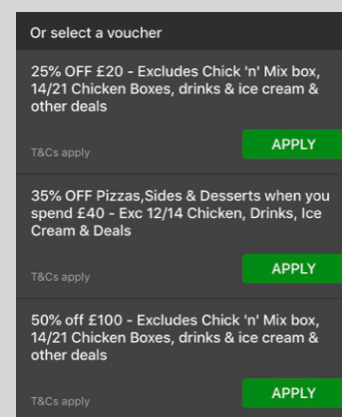 Or select a voucher
25% OFF £20 - Excludes Chick 'n' Mix box,
14/21 Chicken Boxes, drinks & ice cream &
other deals
T&Cs apply
APPLY
35% OFF Pizzas,Sides & Desserts when you
spend £40 - Exc 12/14 Chicken, Drinks, Ice
Cream & Deals
T&Cs apply
APPLY
50% off £100 - Excludes Chick 'n' Mix box,
14/21 Chicken Boxes, drinks & ice cream &
other deals
T&Cs apply
APPLY